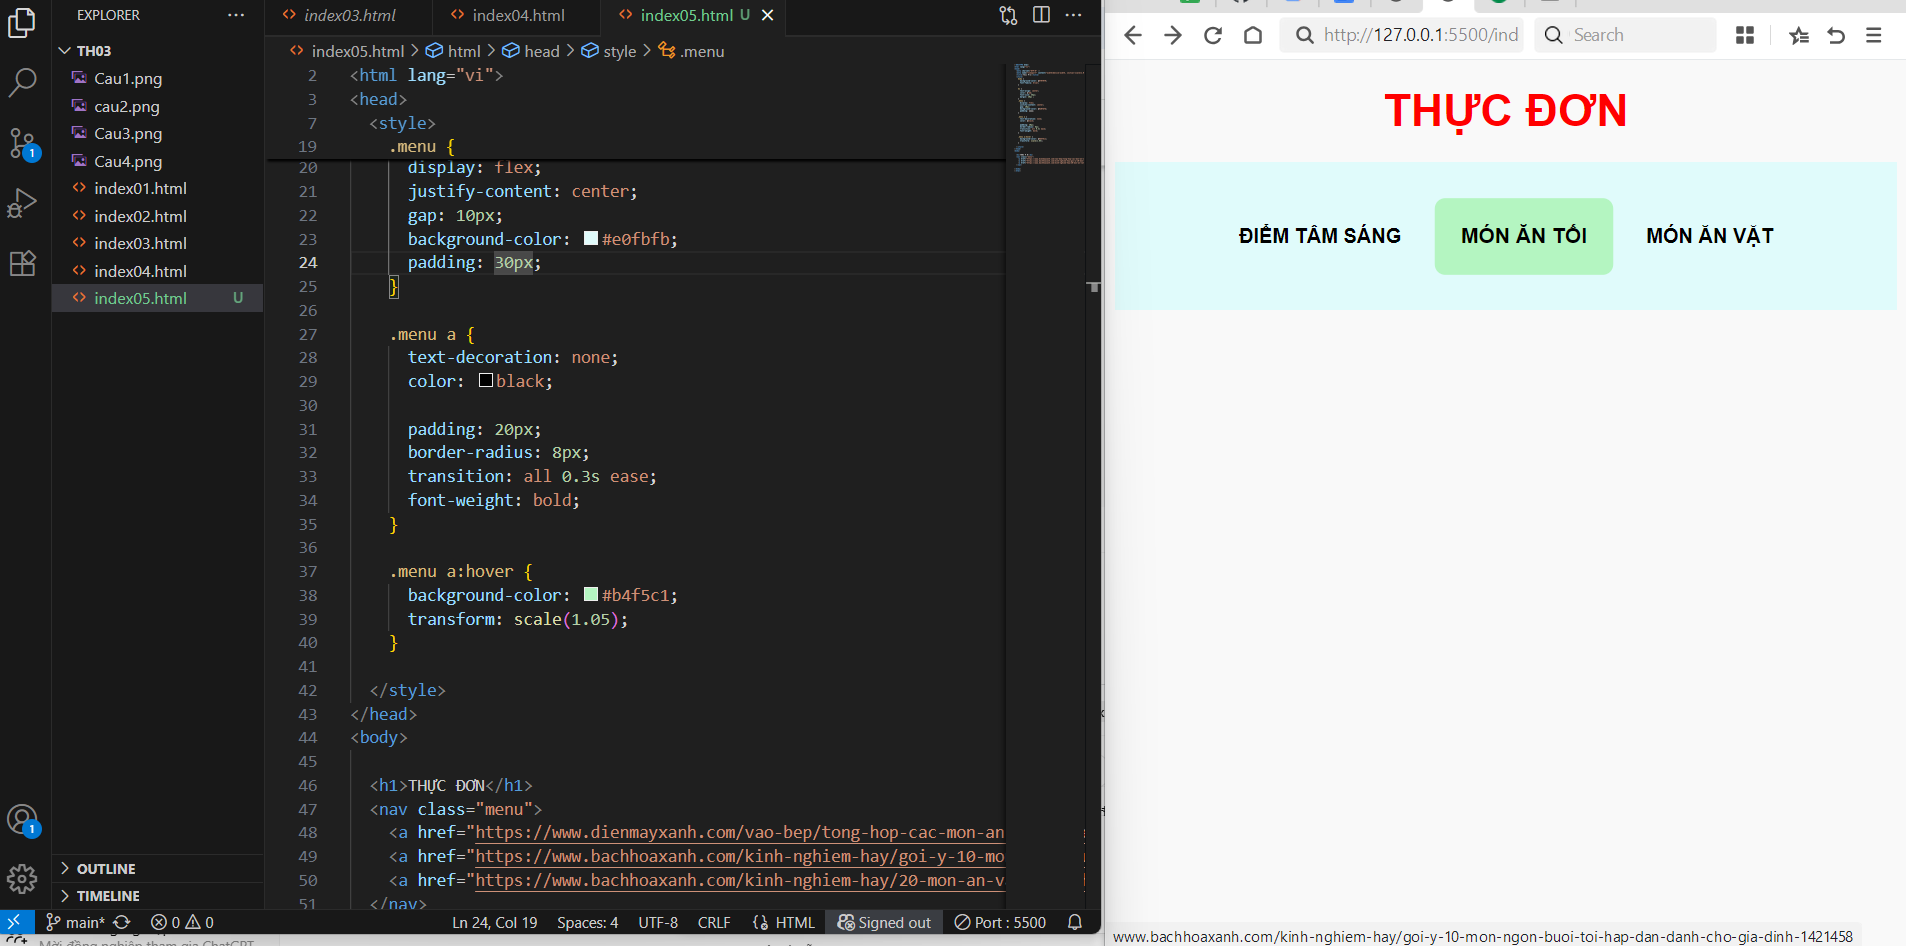 EXPLORER
TH03
Cau1.png
cau2.png
Cau3.png
Cau4.png
index01.html
index02.html
index03.html
index04.html
index05.html U
OUTLINE
TIMELINE
1
1
index03.html index04.html index05.html U
index05.html > html > head > style > .menu
2 <html lang="vi">
3 <head>
7 <style>
19 .menu {
20 display: flex;
21 justify-content: center;
22 gap: 10px;
23 background-color: #e0fbfb;
24 padding: 30px;
25 }
26
27 .menu a {
28 text-decoration: none;
29 color: black;
30
31 padding: 20px;
32 border-radius: 8px;
33 transition: all 0.3s ease;
34 font-weight: bold;
35 }
36
37 .menu a:hover {
38 background-color: #b4f5c1;
39 transform: scale(1.05);
40 }
41
42 </style>
43 </head>
44 <body>
45
46 <h1>THỰC ĐƠN</h1>
47 <nav class="menu">
48 <a href="https://www.dienmayxanh.com/vao-bep/tong-hop-cac-mon-an
49 <a href="https://www.bachhoaxanh.com/kinh-nghiem-hay/goi-y-10-mo
50 <a href="https://www.bachhoaxanh.com/kinh-nghiem-hay/20-mon-an-v
51 </nav>
main* 0 0 Ln 24, Col 19 Spaces: 4 UTF-8 CRLF HTML Signed out Port : 5500
http://127.0.0.1:5500/ind Search
THỰC ĐƠN
ĐIỂM TÂM SÁNG MÓN ĂN TỐI MÓN ĂN VẶT
www.bachhoaxanh.com/kinh-nghiem-hay/goi-y-10-mon-ngon-buoi-toi-hap-dan-danh-cho-gia-dinh-1421458